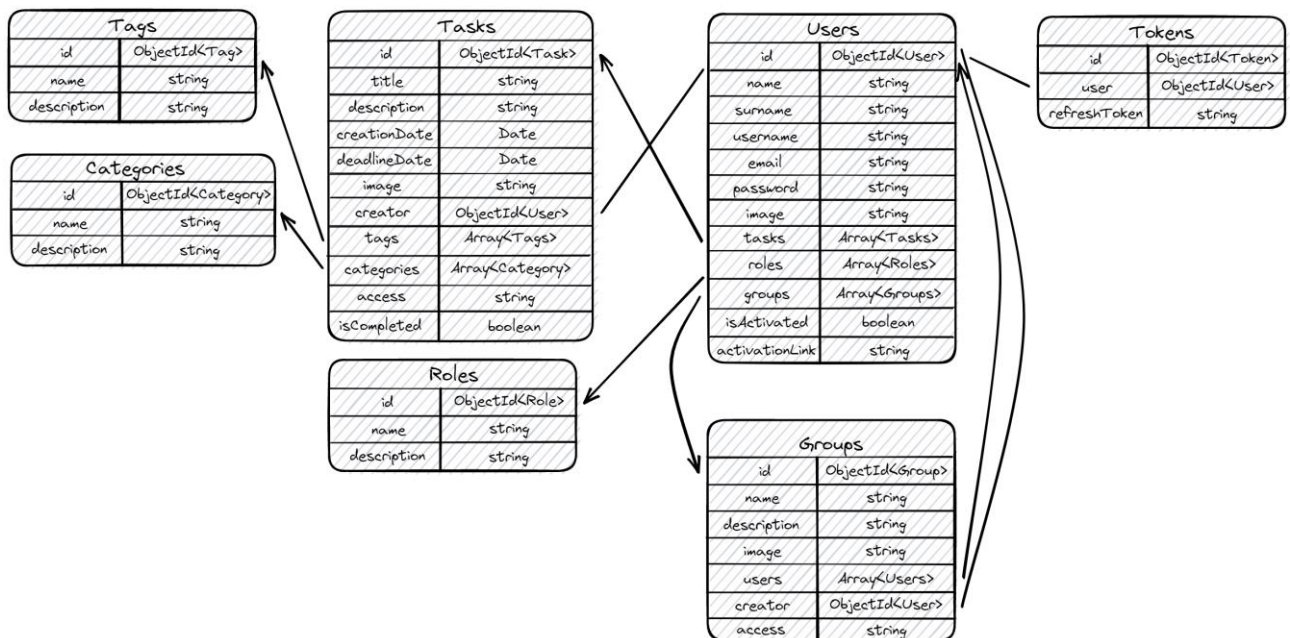 Tags
id ObjectId<Tag>
name string
description string
Categories
id ObjectId<Category>
name string
description string
Tasks
id ObjectId<Task>
title string
description string
creationDate Date
deadlineDate Date
image string
creator ObjectId<User>
tags Array<Tags>
categories Array<Category>
access string
isCompleted boolean
Roles
id ObjectId<Role>
name string
description string
Users
id ObjectId<User>
name string
surname string
username string
email string
password string
image string
tasks Array<Tasks>
roles Array<Roles>
groups Array<Groups>
isActivated boolean
activationLink string
Groups
id ObjectId<Group>
name string
description string
image string
users Array<Users>
creator ObjectId<User>
access string
Tokens
id ObjectId<Token>
user ObjectId<User>
refreshToken string